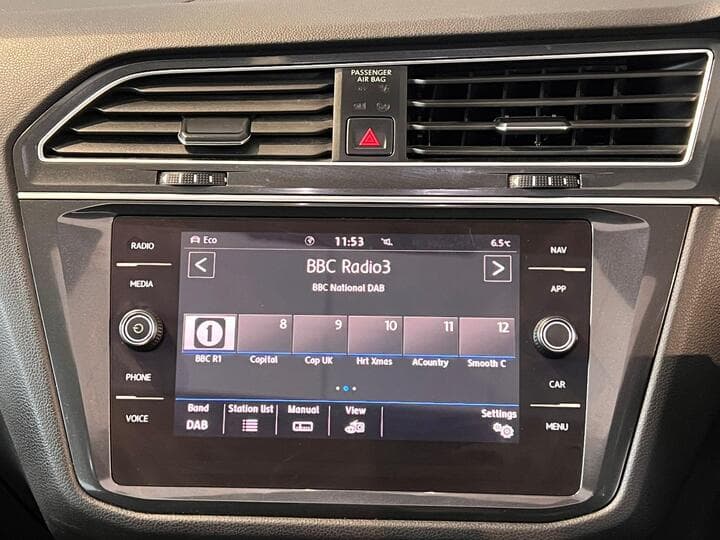 PASSENGER
AIR BAG
RADIO
MEDIA
PHONE
VOICE
Eco
11:53
6.5°C
BBC Radio3
BBC National DAB
1
8
9
10
11
12
BBC R1
Capital
Cap UK
Hrt Xmas
ACountry
Smooth C
Band
Station list
Manual
View
Settings
DAB
NAV
APP
CAR
MENU